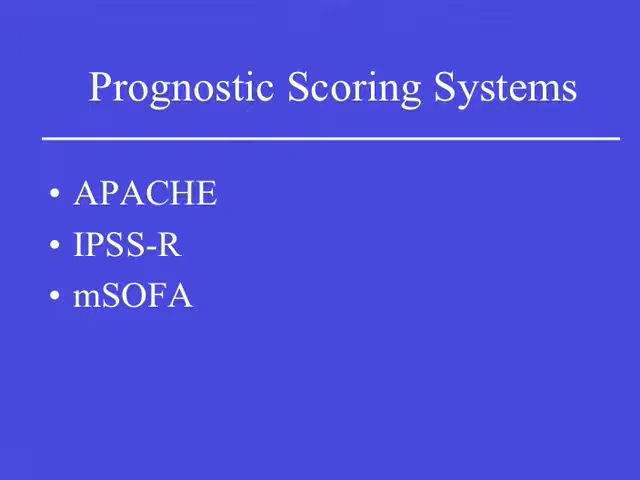 Prognostic Scoring Systems
• APACHE
• IPSS-R
• mSOFA